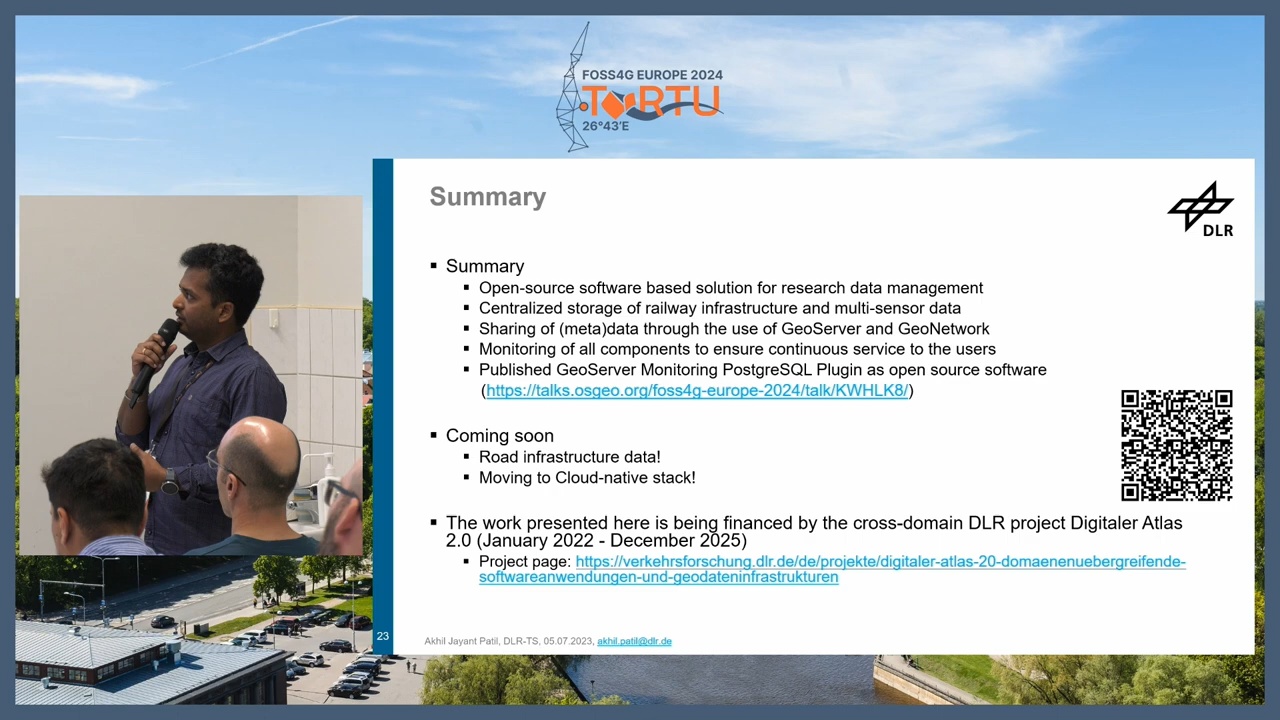 FOSS4G EUROPE 2024
TARTU
26°43'E
Summary
DLR
▪ Summary
▪ Open-source software based solution for research data management
▪ Centralized storage of railway infrastructure and multi-sensor data
▪ Sharing of (meta)data through the use of GeoServer and GeoNetwork
▪ Monitoring of all components to ensure continuous service to the users
▪ Published GeoServer Monitoring PostgreSQL Plugin as open source software
(https://talks.osgeo.org/foss4g-europe-2024/talk/KWHLK8/)
▪ Coming soon
▪ Road infrastructure data!
▪ Moving to Cloud-native stack!
▪ The work presented here is being financed by the cross-domain DLR project Digitaler Atlas
2.0 (January 2022 - December 2025)
▪ Project page: https://verkehrsforschung.dlr.de/de/projekte/digitaler-atlas-20-domaenenuebergreifende-
softwareanwendungen-und-geodateninfrastrukturen
23
Akhil Jayant Patil, DLR-TS, 05.07.2023, akhil.patil@dlr.de